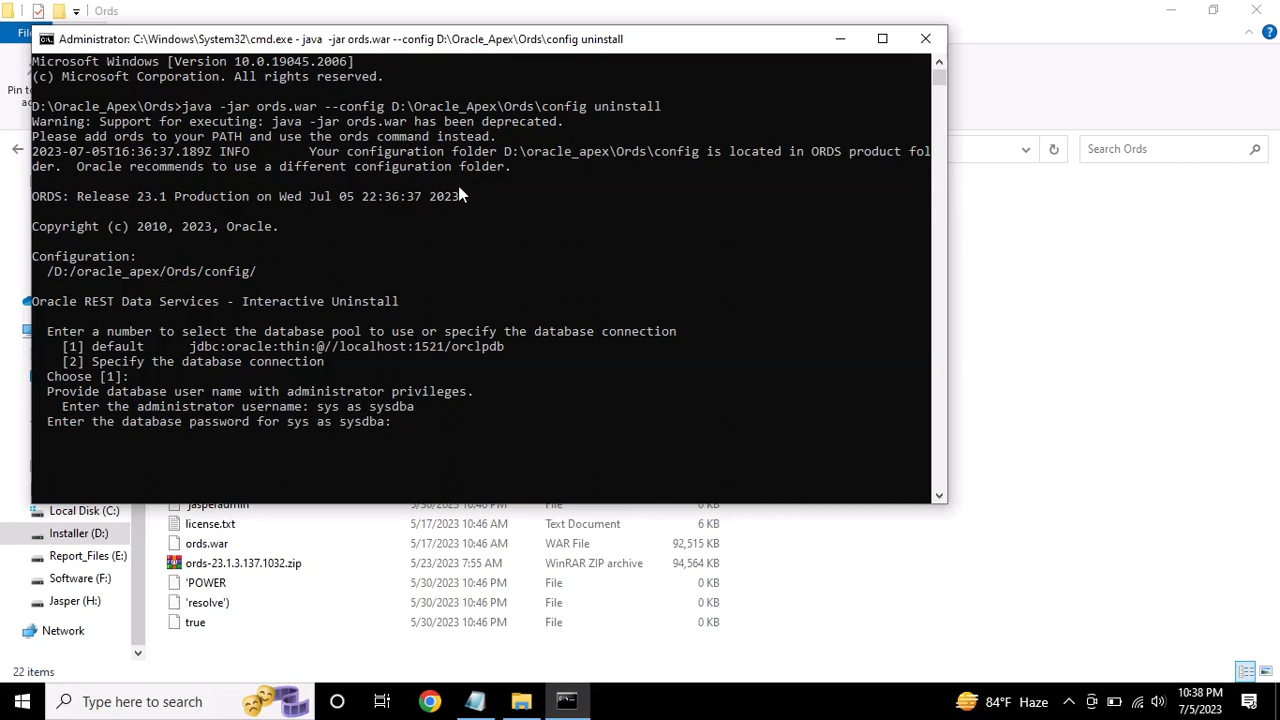 Ords
Administrator: C:\Windows\System32\cmd.exe - java -jar ords.war --config D:\Oracle_Apex\Ords\config uninstall
Microsoft Windows [Version 10.0.19045.2006]
(c) Microsoft Corporation. All rights reserved.
D:\Oracle_Apex\Ords>java -jar ords.war --config D:\Oracle_Apex\Ords\config uninstall
Warning: Support for executing: java -jar ords.war has been deprecated.
Please add ords to your PATH and use the ords command instead.
2023-07-05T16:36:37.189Z INFO        Your configuration folder D:\oracle_apex\Ords\config is located in ORDS product fol
der.  Oracle recommends to use a different configuration folder.
ORDS: Release 23.1 Production on Wed Jul 05 22:36:37 2023
Copyright (c) 2010, 2023, Oracle.
Configuration:
/D:/oracle_apex/Ords/config/
Oracle REST Data Services - Interactive Uninstall
Enter a number to select the database pool to use or specify the database connection
[1] default      jdbc:oracle:thin:@//localhost:1521/orclpdb
[2] Specify the database connection
Choose [1]:
Provide database user name with administrator privileges.
Enter the administrator username: sys as sysdba
Enter the database password for sys as sysdba:
Search Ords
Pin to
jasperadmin 5/30/2023 10:46 PM File 0 KB
Local Disk (C:)
license.txt 5/17/2023 10:46 AM Text Document 6 KB
Installer (D:)
ords.war 5/17/2023 10:46 AM WAR File 92,515 KB
Report_Files (E:)
ords-23.1.3.137.1032.zip 5/23/2023 7:55 AM WinRAR ZIP archive 94,564 KB
Software (F:)
'POWER 5/30/2023 10:46 PM File 0 KB
Jasper (H:)
'resolve') 5/30/2023 10:46 PM File 0 KB
true 5/30/2023 10:46 PM File 0 KB
Network
22 items
Type here to search
84°F Haze
10:38 PM
7/5/2023